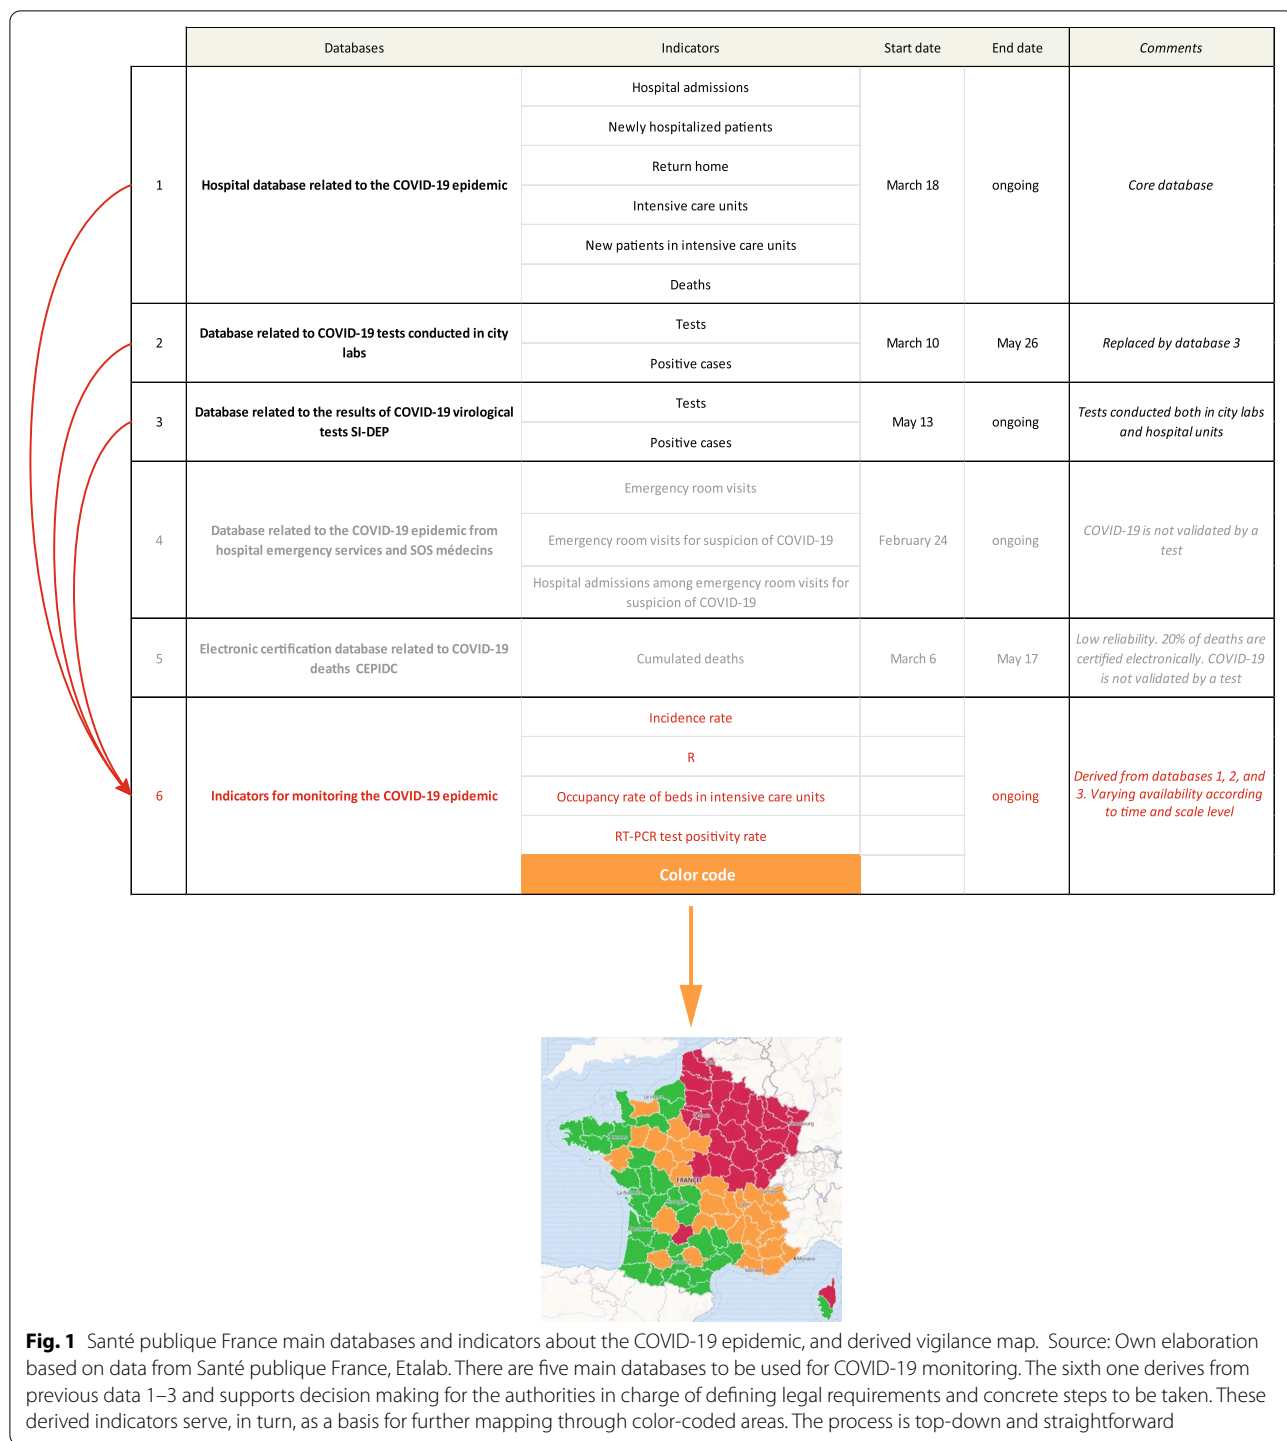 Databases Indicators Start date End date Comments
1 Hospital database related to the COVID-19 epidemic
Hospital admissions
Newly hospitalized patients
Return home
Intensive care units
New patients in intensive care units
Deaths
March 18 ongoing Core database
2 Database related to COVID-19 tests conducted in city
labs
Tests
Positive cases
March 10 May 26 Replaced by database 3
3 Database related to the results of COVID-19 virological
tests SI-DEP
Tests
Positive cases
May 13 ongoing
Tests conducted both in city labs
and hospital units
4 Database related to the COVID-19 epidemic from
hospital emergency services and SOS médecins
Emergency room visits
Emergency room visits for suspicion of COVID-19
Hospital admissions among emergency room visits for
suspicion of COVID-19
February 24 ongoing
COVID-19 is not validated by a
test
5 Electronic certification database related to COVID-19
deaths CEPIDC
Cumulated deaths
March 6 May 17
Low reliability. 20% of deaths are
certified electronically. COVID-19
is not validated by a test
6 Indicators for monitoring the COVID-19 epidemic
Incidence rate
R
Occupancy rate of beds in intensive care units
RT-PCR test positivity rate
Color code
ongoing
Derived from databases 1, 2, and
3. Varying availability according
to time and scale level
FRANCE
Monaco
Fig. 1 Santé publique France main databases and indicators about the COVID-19 epidemic, and derived vigilance map. Source: Own elaboration
based on data from Santé publique France, Etalab. There are five main databases to be used for COVID-19 monitoring. The sixth one derives from
previous data 1–3 and supports decision making for the authorities in charge of defining legal requirements and concrete steps to be taken. These
derived indicators serve, in turn, as a basis for further mapping through color-coded areas. The process is top-down and straightforward